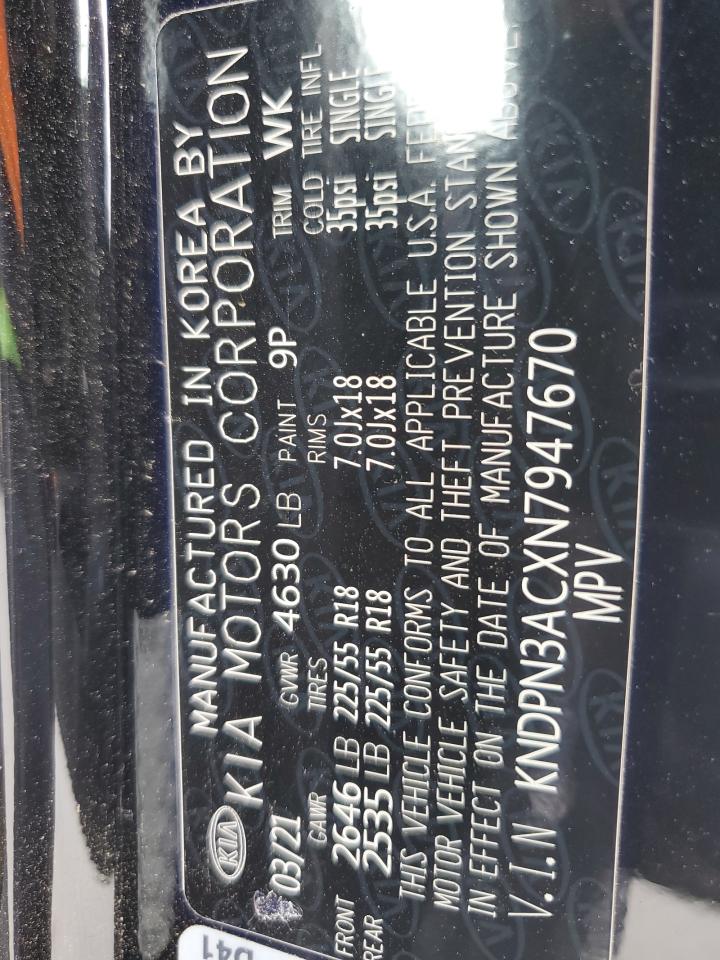 MANUFACTURED IN KOREA BY
KIA KIA MOTORS CORPORATION
03/21 GVWR 4630 LB PAINT 9P TRIM WK
GAWR TIRES RIMS COLD TIRE INFL
FRONT 2646 LB 225/55 R18 7.0Jx18 35psi SINGLE
REAR 2535 LB 225/55 R18 7.0Jx18 35psi SINGL
THIS VEHICLE CONFORMS TO ALL APPLICABLE U.S.A.
MOTOR VEHICLE SAFETY AND THEFT PREVENTION STAN
IN EFFECT ON THE DATE OF MANUFACTURE SHOWN ABOVE.
V.I.N KNDPN3ACXN7947670
MPV